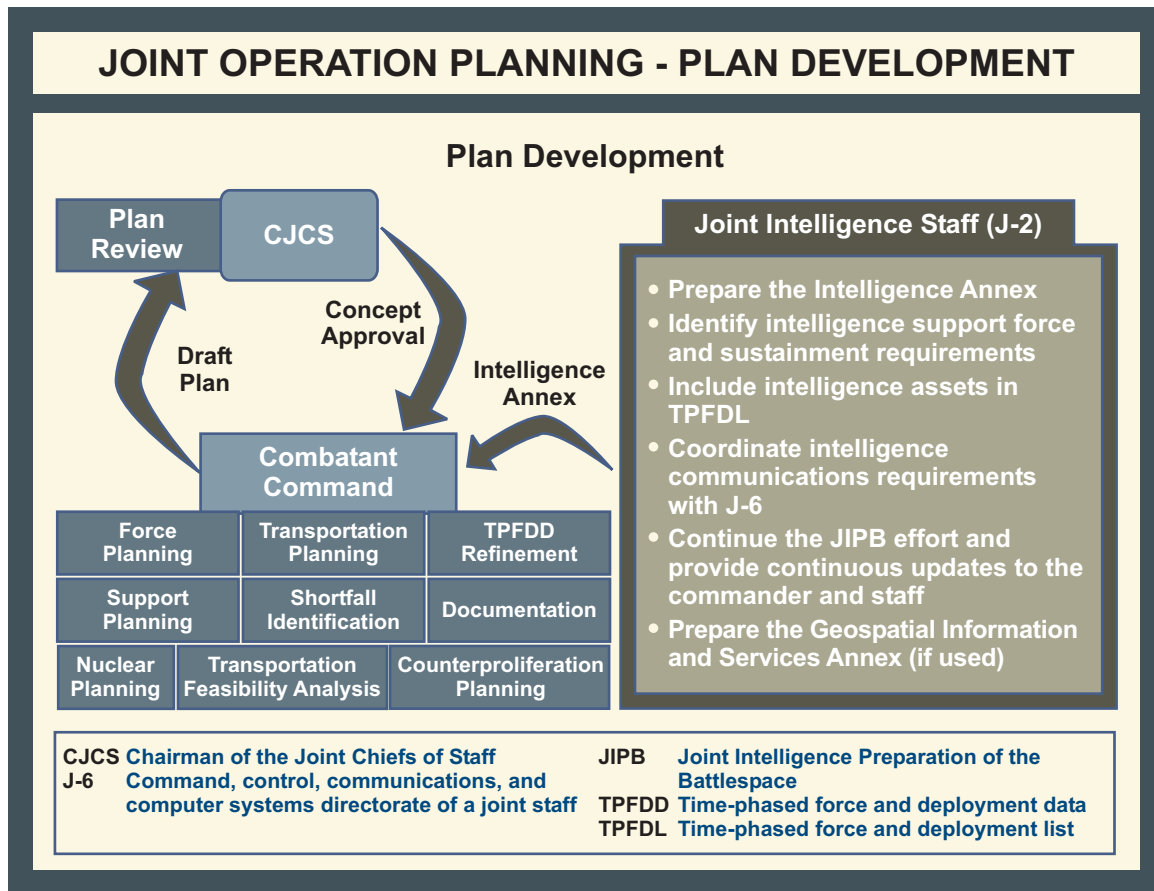 JOINT OPERATION PLANNING - PLAN DEVELOPMENT
Plan Development
Plan
Review
CJCS
Concept
Approval
Draft
Plan
Intelligence
Annex
Combatant
Command
Force
Planning
Transportation
Planning
TPFDD
Refinement
Support
Planning
Shortfall
Identification
Documentation
Nuclear
Planning
Transportation
Feasibility Analysis
Counterproliferation
Planning
Joint Intelligence Staff (J-2)
• Prepare the Intelligence Annex
• Identify intelligence support force
and sustainment requirements
• Include intelligence assets in
TPFDL
• Coordinate intelligence
communications requirements
with J-6
• Continue the JIPB effort and
provide continuous updates to the
commander and staff
• Prepare the Geospatial Information
and Services Annex (if used)
CJCS Chairman of the Joint Chiefs of Staff
J-6 Command, control, communications, and
computer systems directorate of a joint staff
JIPB Joint Intelligence Preparation of the
Battlespace
TPFDD Time-phased force and deployment data
TPFDL Time-phased force and deployment list